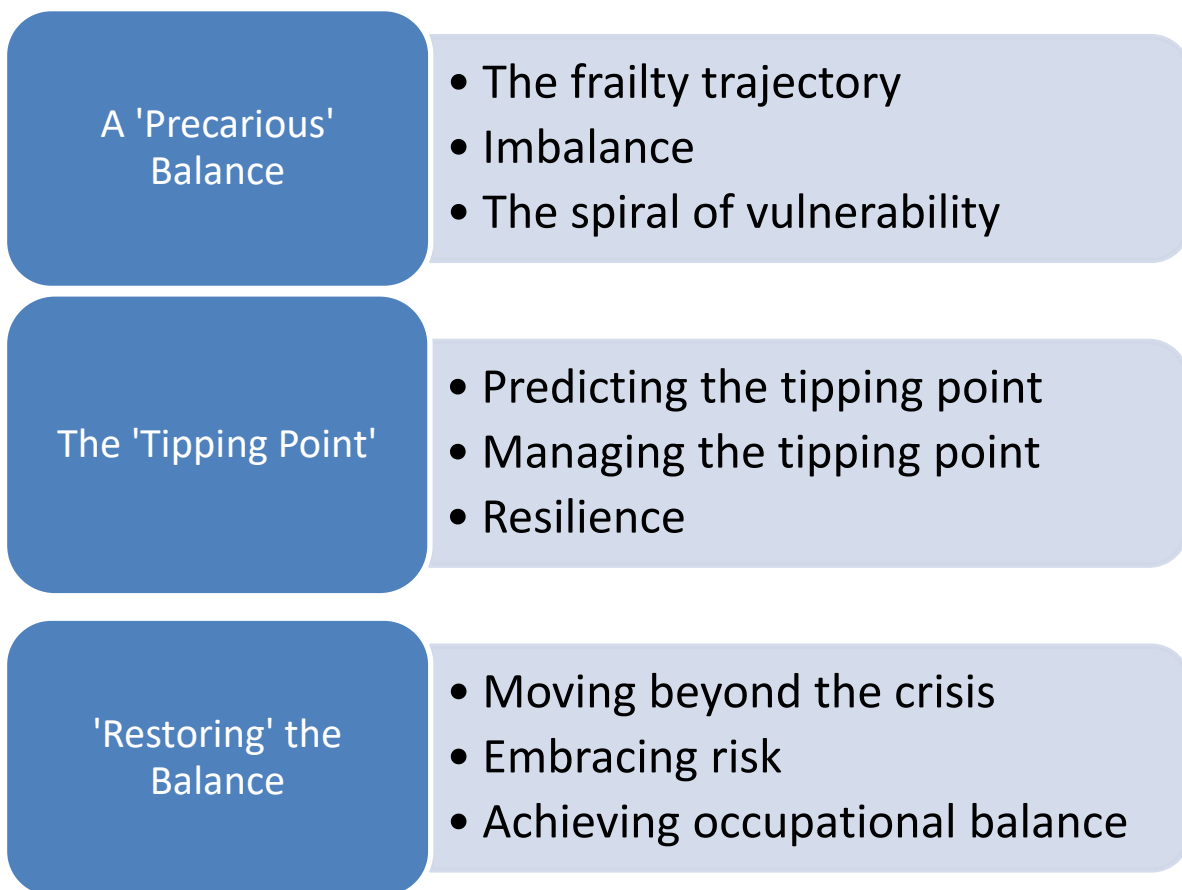 A 'Precarious'
Balance
• The frailty trajectory
• Imbalance
• The spiral of vulnerability
The 'Tipping Point'
• Predicting the tipping point
• Managing the tipping point
• Resilience
'Restoring' the
Balance
• Moving beyond the crisis
• Embracing risk
• Achieving occupational balance